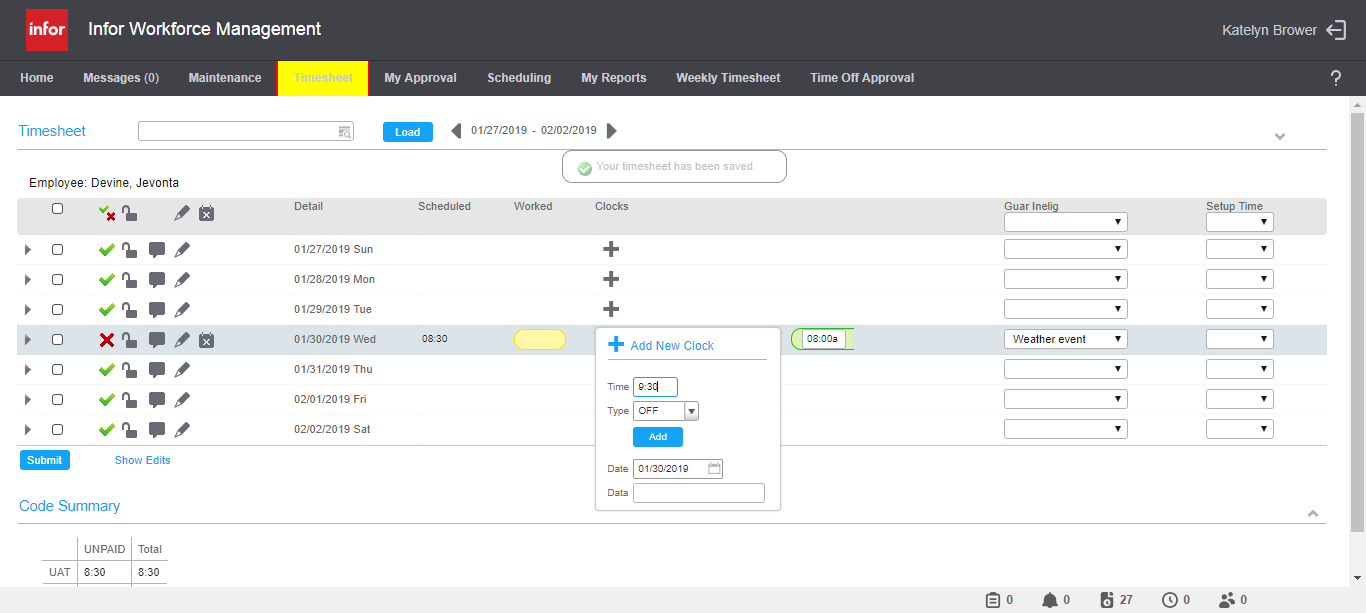 infor Infor Workforce Management Katelyn Brower
Home Messages (0) Maintenance Timesheet My Approval Scheduling My Reports Weekly Timesheet Time Off Approval ?
Timesheet Load 01/27/2019 - 02/02/2019
Your timesheet has been saved.
Employee: Devine, Jevonta
Detail Scheduled Worked Clocks Guar Inelig Setup Time
01/27/2019 Sun
01/28/2019 Mon
01/29/2019 Tue
01/30/2019 Wed 08:30 08:00a Weather event
01/31/2019 Thu
02/01/2019 Fri
02/02/2019 Sat
Add New Clock
Time 9:30
Type OFF
Add
Date 01/30/2019
Data
Submit Show Edits
Code Summary
UNPAID Total
UAT 8:30 8:30
0 0 27 0 0